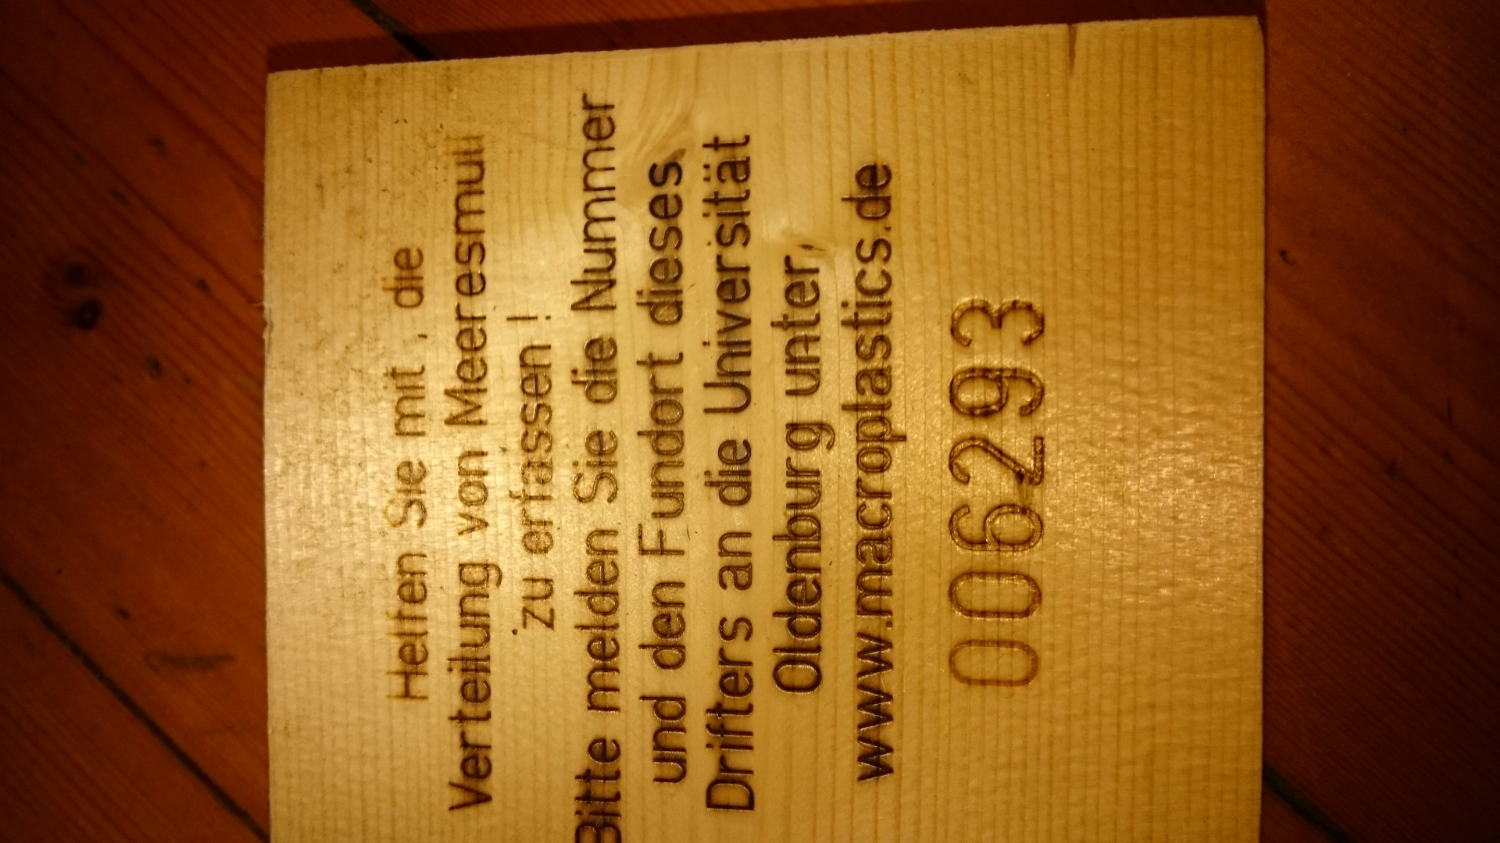 Helfen Sie mit , die
Verteilung von Meeresmüll
zu erfassen !
Bitte melden Sie die Nummer
und den Fundort dieses
Drifters an die Universität
Oldenburg unter
www.macroplastics.de
006293